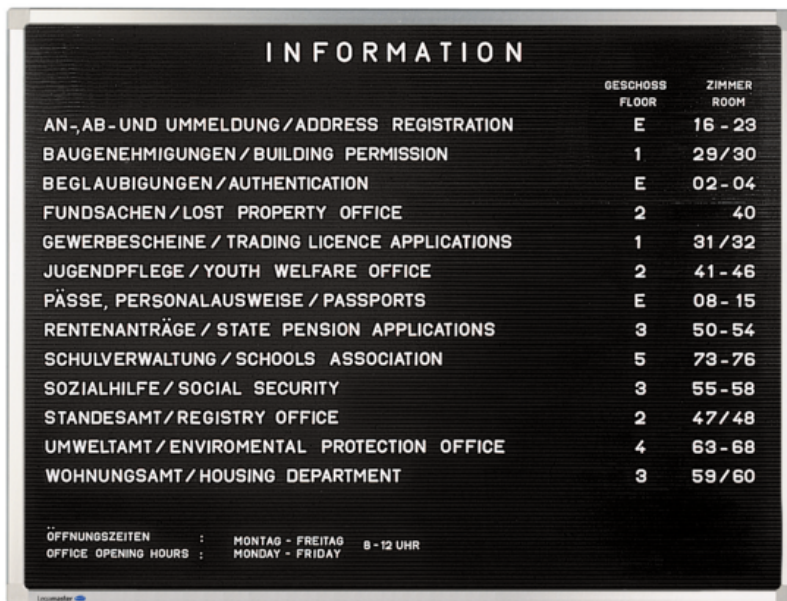 INFORMATION
GESCHOSS ZIMMER
FLOOR ROOM
AN-,AB-UND UMMELDUNG/ADDRESS REGISTRATION E 16-23
BAUGENEHMIGUNGEN/BUILDING PERMISSION 1 29/30
BEGLAUBIGUNGEN/AUTHENTICATION E 02-04
FUNDSACHEN/LOST PROPERTY OFFICE 2 40
GEWERBESCHEINE/TRADING LICENCE APPLICATIONS 1 31/32
JUGENDPFLEGE/YOUTH WELFARE OFFICE 2 41-46
PÄSSE, PERSONALAUSWEISE/PASSPORTS E 08-15
RENTENANTRÄGE/STATE PENSION APPLICATIONS 3 50-54
SCHULVERWALTUNG/SCHOOLS ASSOCIATION 5 73-76
SOZIALHILFE/SOCIAL SECURITY 3 55-58
STANDESAMT/REGISTRY OFFICE 2 47/48
UMWELTAMT/ENVIROMENTAL PROTECTION OFFICE 4 63-68
WOHNUNGSAMT/HOUSING DEPARTMENT 3 59/60
ÖFFNUNGSZEITEN : MONTAG - FREITAG 8-12 UHR
OFFICE OPENING HOURS : MONDAY - FRIDAY
Legamaster